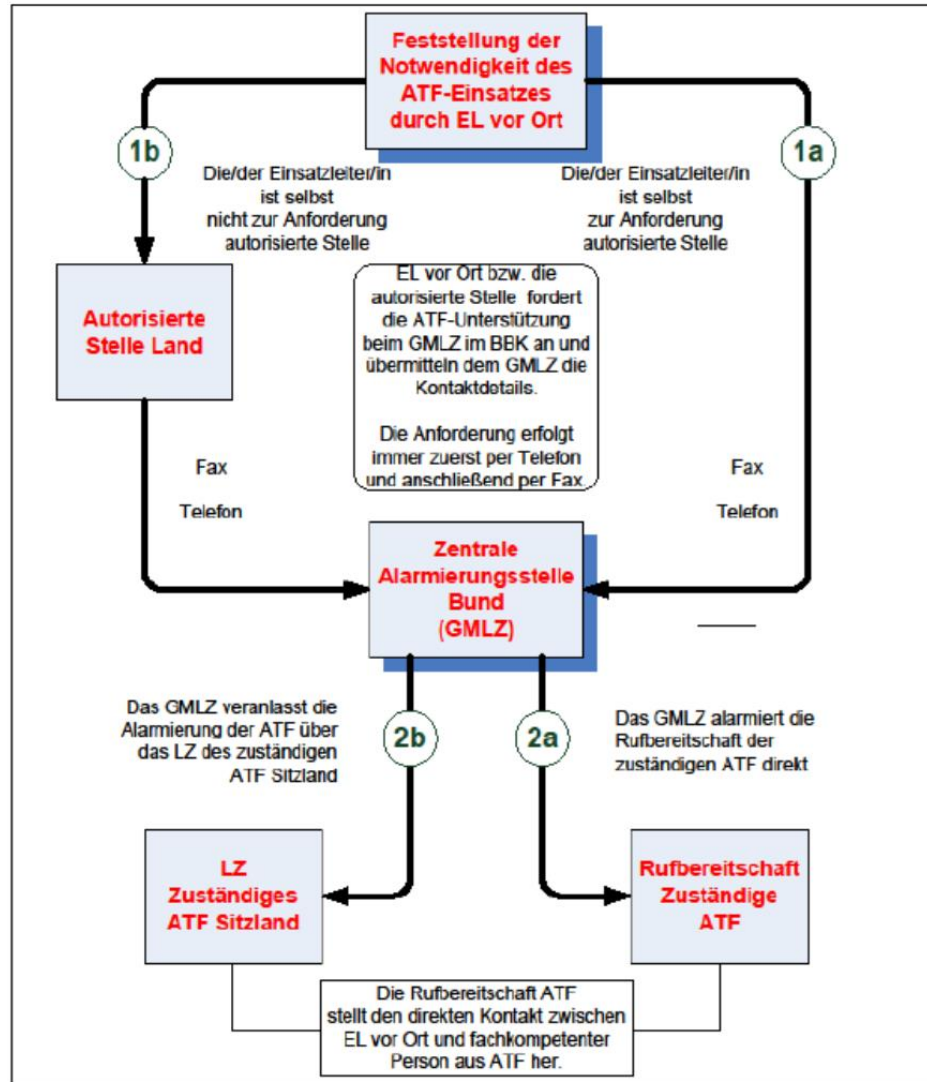 Feststellung der
Notwendigkeit des
ATF-Einsatzes
durch EL vor Ort
1b
1a
Die/der Einsatzleiter/in
ist selbst
nicht zur Anforderung
autorisierte Stelle
Die/der Einsatzleiter/in
ist selbst
zur Anforderung
autorisierte Stelle
Autorisierte
Stelle Land
EL vor Ort bzw. die
autorisierte Stelle fordert
die ATF-Unterstützung
beim GMLZ im BBK an und
übermitteln dem GMLZ die
Kontaktdetails.
Die Anforderung erfolgt
immer zuerst per Telefon
und anschließend per Fax
Fax
Telefon
Fax
Telefon
Zentrale
Alarmierungsstelle
Bund
(GMLZ)
Das GMLZ veranlasst die
Alarmierung der ATF über
das LZ des zuständigen
ATF Sitzland
2b
2a
Das GMLZ alarmiert die
Rufbereitschaft der
zuständigen ATF direkt
LZ
Zuständiges
ATF Sitzland
Rufbereitschaft
Zuständige
ATF
Die Rufbereitschaft ATF
stellt den direkten Kontakt zwischen
EL vor Ort und fachkompetenter
Person aus ATF her.